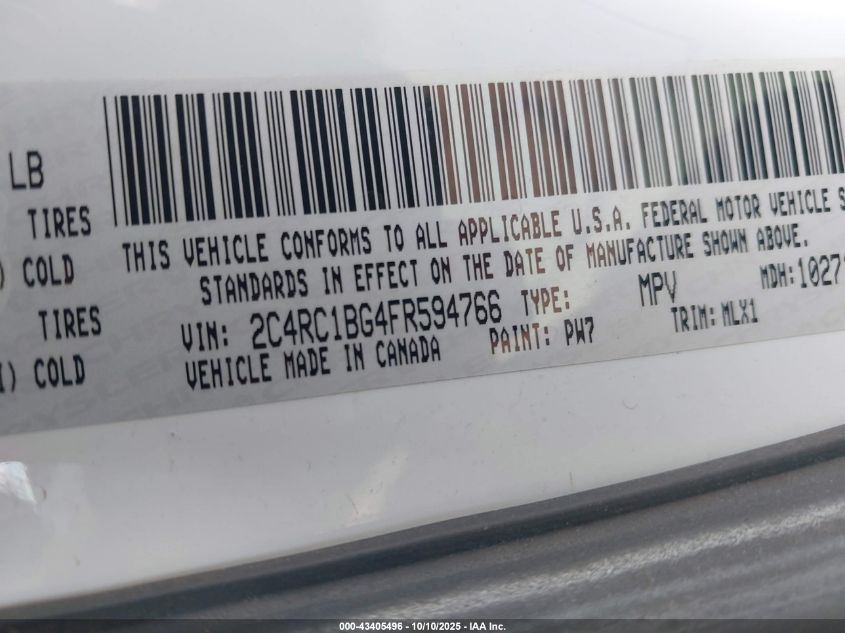 LB
TIRES
) COLD
TIRES
I) COLD
THIS VEHICLE CONFORMS TO ALL APPLICABLE U.S.A. FEDERAL MOTOR VEHICLE S
STANDARDS IN EFFECT ON THE DATE OF MANUFACTURE SHOWN ABOVE.
VIN: 2C4RC1BG4FR594766 TYPE: MPV MDH:1027
VEHICLE MADE IN CANADA PAINT: PW7 TRIM: MLX1
000-43405496 - 10/10/2025 - IAA Inc.